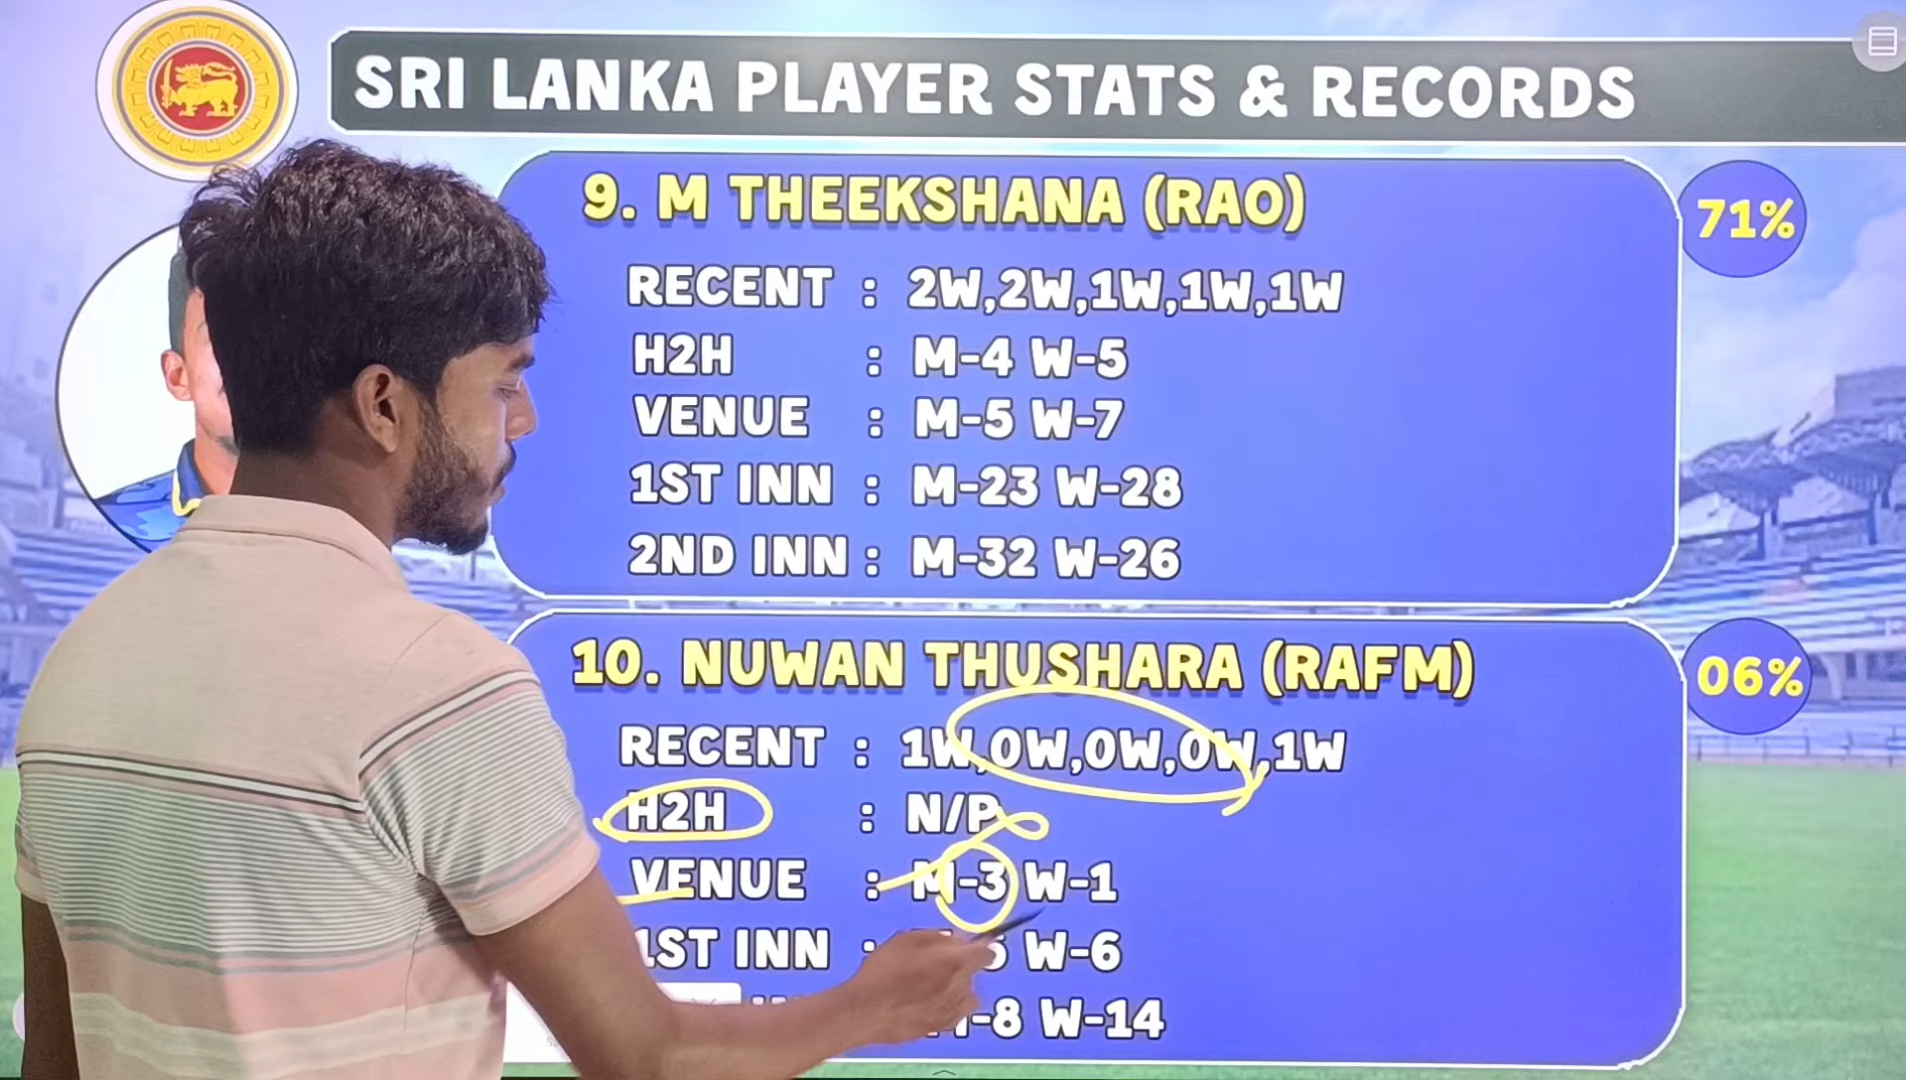 SRI LANKA PLAYER STATS & RECORDS
9. M THEEKSHANA (RAO)
71%
RECENT : 2W,2W,1W,1W,1W
H2H : M-4 W-5
VENUE : M-5 W-7
1ST INN : M-23 W-28
2ND INN : M-32 W-26
10. NUWAN THUSHARA (RAFM)
06%
RECENT : 1W,0W,0W,0W,1W
H2H : N/P
VENUE : M-3 W-1
1ST INN : W-6
W-14